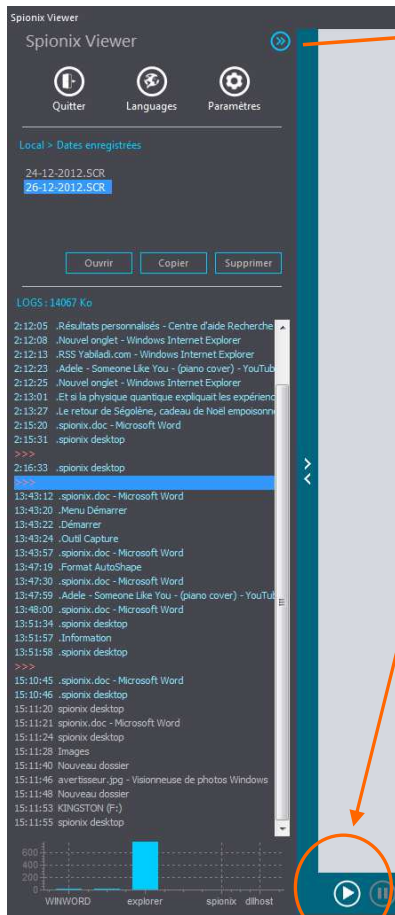 Spionix Viewer
Spionix Viewer
Quitter Languages Paramètres
Local > Dates enregistrées
24-12-2012.SCR
26-12-2012.SCR
Ouvrir Copier Supprimer
LOGS : 14067 Ko
2:12:05 .Résultats personnalisés - Centre d'aide Recherche
2:12:08 .Nouvel onglet - Windows Internet Explorer
2:12:13 .RSS Yabiladi.com - Windows Internet Explorer
2:12:23 .Adele - Someone Like You - (piano cover) - YouTub
2:12:25 .Nouvel onglet - Windows Internet Explorer
2:13:01 .Et si la physique quantique expliquait les expérienc
2:13:27 .Le retour de Ségolène, cadeau de Noël empoisonn
2:15:20 .spionix.doc - Microsoft Word
2:15:31 .spionix desktop
>>>
2:16:33 .spionix desktop
>>>
13:43:12 .spionix.doc - Microsoft Word
13:43:20 .Menu Démarrer
13:43:22 .Démarrer
13:43:24 .Outil Capture
13:43:57 .spionix.doc - Microsoft Word
13:47:19 .Format AutoShape
13:47:30 .spionix.doc - Microsoft Word
13:47:59 .Adele - Someone Like You - (piano cover) - YouTul
13:48:00 .spionix.doc - Microsoft Word
13:51:34 .spionix desktop
13:51:57 .Information
13:51:58 .spionix desktop
>>>
15:10:45 .spionix.doc - Microsoft Word
15:10:46 .spionix desktop
15:11:20 spionix desktop
15:11:21 spionix.doc - Microsoft Word
15:11:24 spionix desktop
15:11:28 Images
15:11:40 Nouveau dossier
15:11:46 avertisseur.jpg - Visionneuse de photos Windows
15:11:48 Nouveau dossier
15:11:53 KINGSTON (F:)
15:11:55 spionix desktop
600
400
200
0
WINWORD explorer spionix dllhost